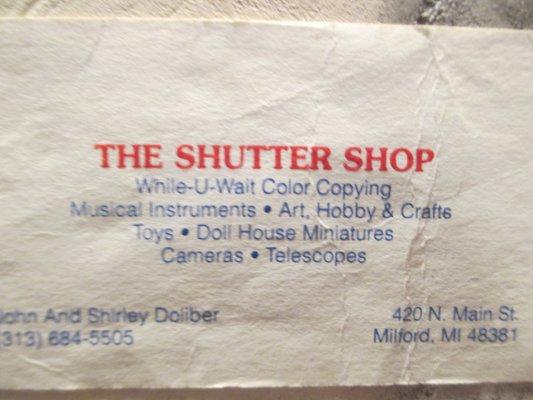 THE SHUTTER SHOP
While-U-Wait Color Copying
Musical Instruments • Art, Hobby & Crafts
Toys • Doll House Miniatures
Cameras • Telescopes
John And Shirley Doliber
(313) 684-5505
420 N. Main St.
Milford, MI 48381